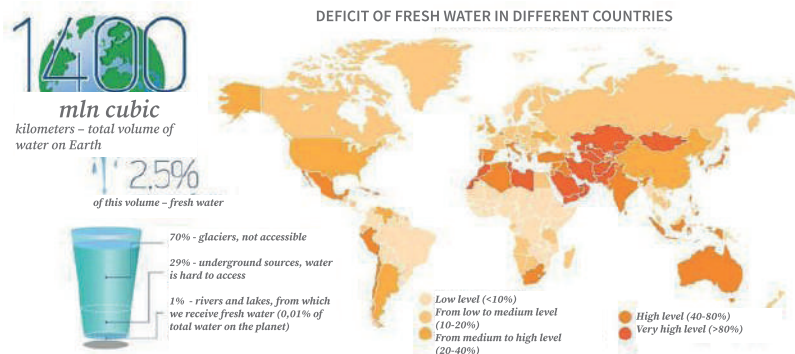 DEFICIT OF FRESH WATER IN DIFFERENT COUNTRIES
1400
mln cubic
kilometers – total volume of
water on Earth
2.5%
of this volume – fresh water
70% - glaciers, not accessible
29% - underground sources, water
is hard to access
1% - rivers and lakes, from which
we receive fresh water (0,01% of
total water on the planet)
Low level (<10%)
From low to medium level
(10-20%)
From medium to high level
(20-40%)
High level (40-80%)
Very high level (>80%)